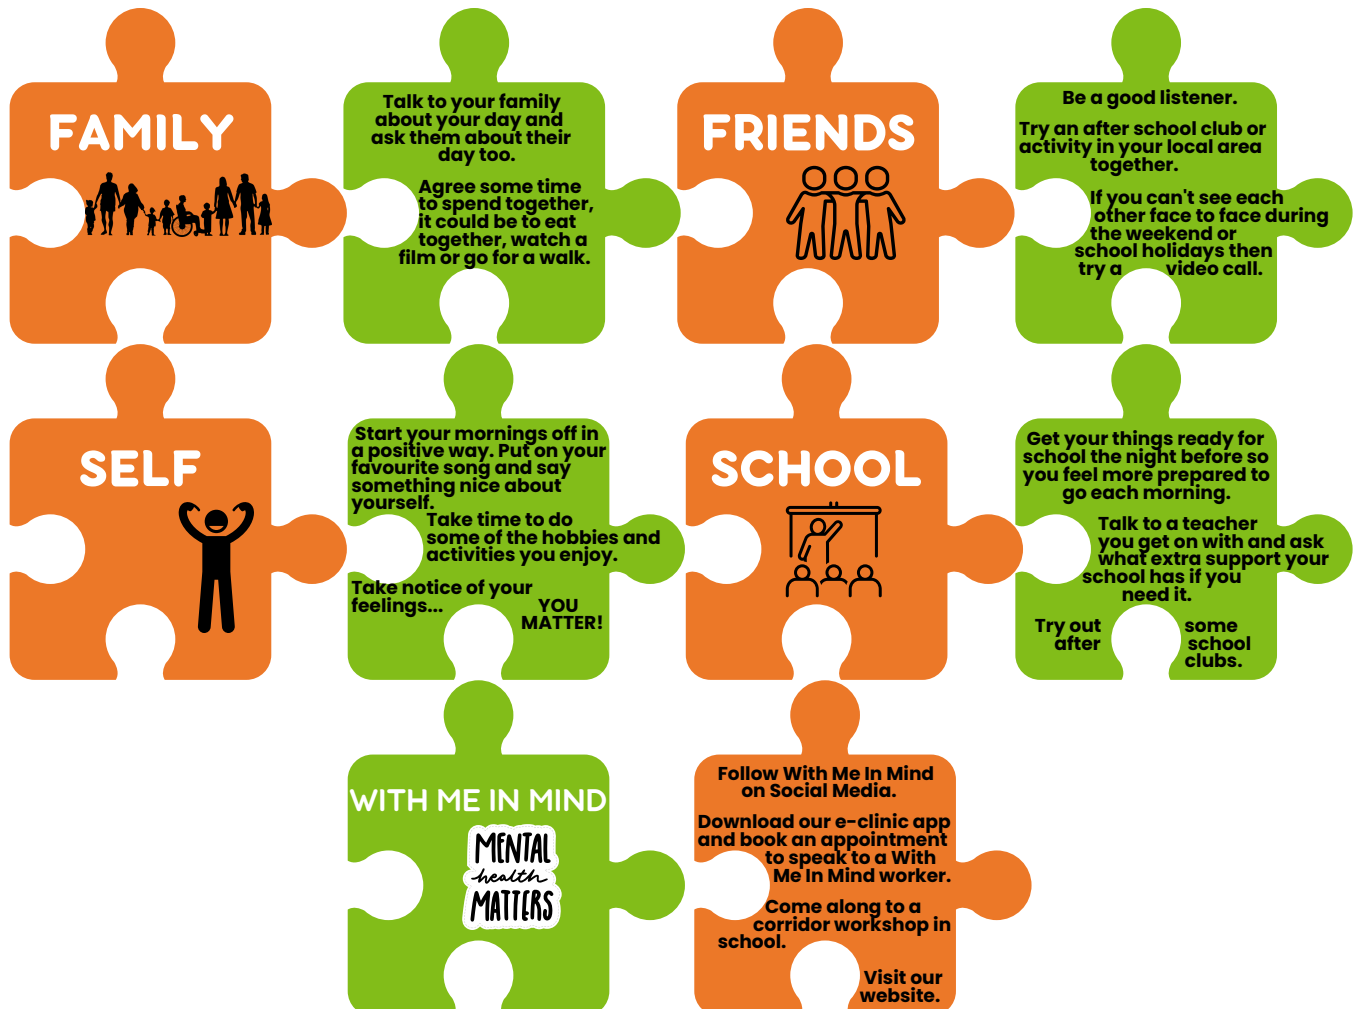 FAMILY
Talk to your family
about your day and
ask them about their
day too.
Agree some time
to spend together,
it could be to eat
together, watch a
film or go for a walk.
FRIENDS
Be a good listener.
Try an after school club or
activity in your local area
together.
If you can't see each
other face to face during
the weekend or
school holidays then
try a video call.
SELF
Start your mornings off in
a positive way. Put on your
favourite song and say
something nice about
yourself.
Take time to do
some of the hobbies and
activities you enjoy.
Take notice of your
feelings...
YOU
MATTER!
SCHOOL
Get your things ready for
school the night before so
you feel more prepared to
go each morning.
Talk to a teacher
you get on with and ask
what extra support your
school has if you
need it.
Try out some
after school
clubs.
WITH ME IN MIND
MENTAL
health
MATTERS
Follow With Me In Mind
on Social Media.
Download our e-clinic app
and book an appointment
to speak to a With
Me In Mind worker.
Come along to a
corridor workshop in
school.
Visit our
website.